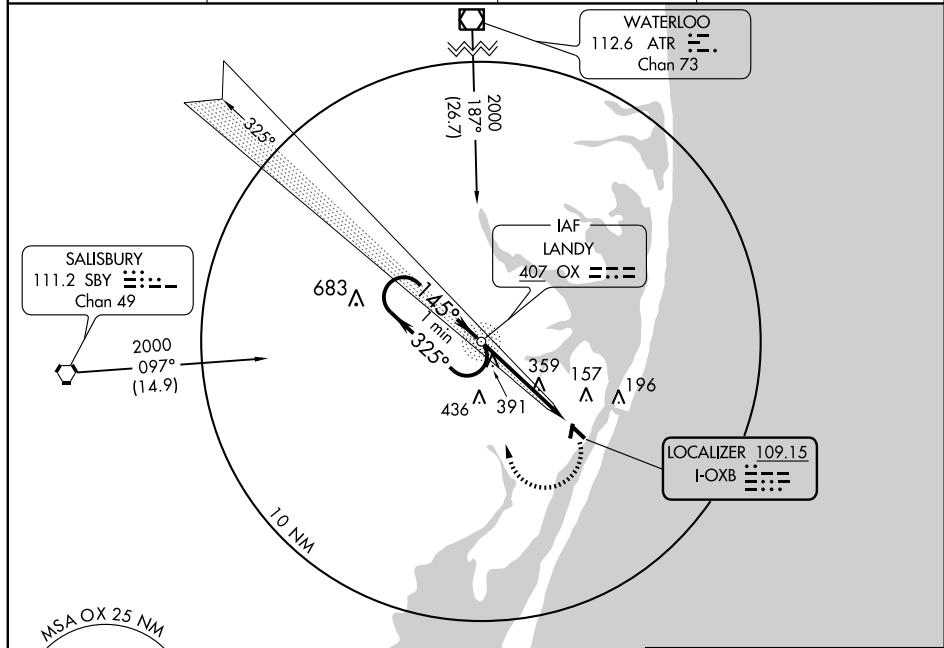 WATERLOO
112.6 ATR
Chan 73
2000
187°
(26.7)
325°
IAF
LANDY
407 OX
SALISBURY
111.2 SBY
Chan 49
683
145°
1 min
325°
2000
097°
(14.9)
359
157
196
436
391
LOCALIZER 109.15
I-OXB
10 NM
MSA OX 25 NM